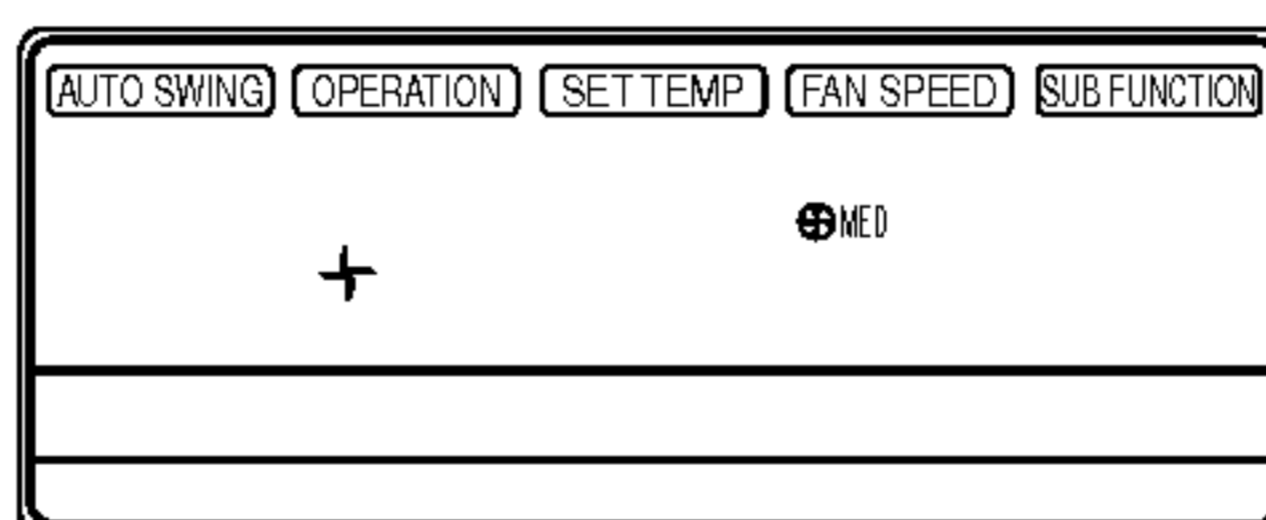 AUTO SWING OPERATION SET TEMP FAN SPEED SUB FUNCTION
MED